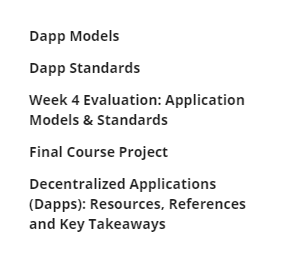 Dapp Models
Dapp Standards
Week 4 Evaluation: Application
Models & Standards
Final Course Project
Decentralized Applications
(Dapps): Resources, References
and Key Takeaways